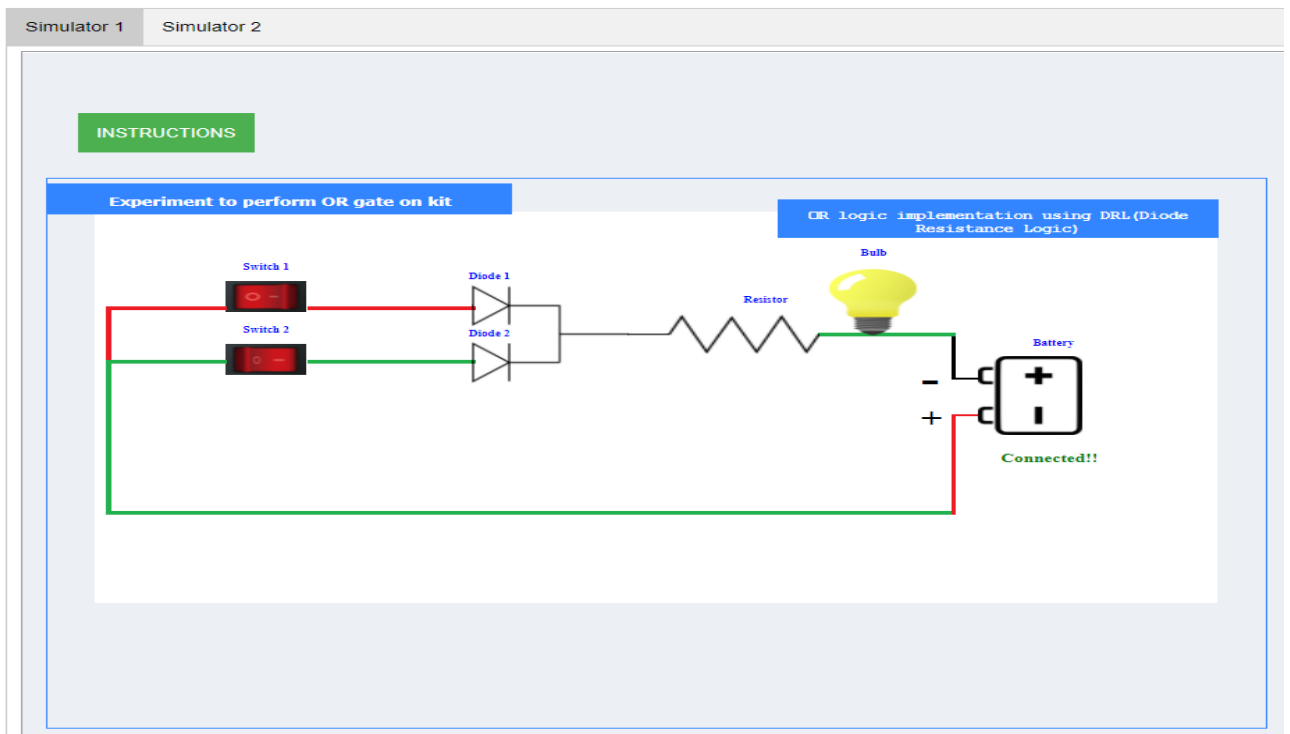 Simulator 1
Simulator 2
INSTRUCTIONS
Experiment to perform OR gate on kit
OR logic implementation using DRL(Diode
Resistance Logic)
Bulb
Switch 1
Diode 1
Resistor
Switch 2
Diode 2
Battery
+
-
+
-
Connected!!